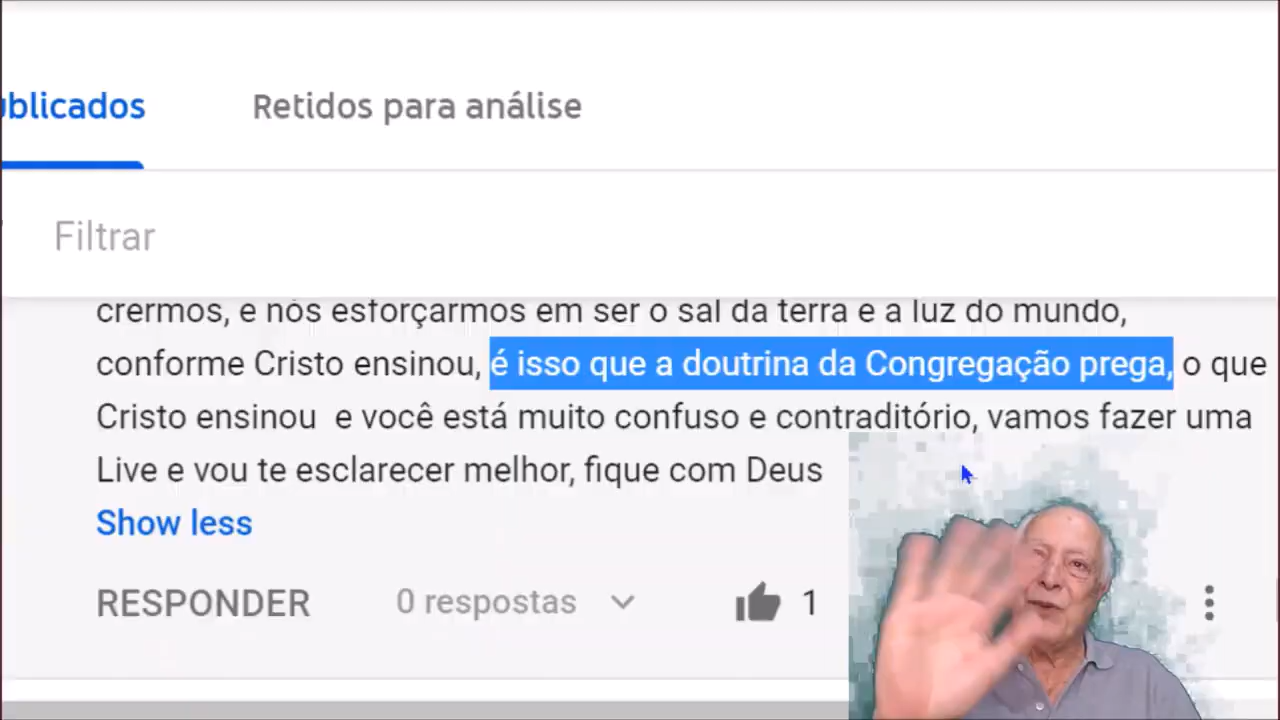 ublicados Retidos para análise
Filtrar
crermos, e nós esforçarmos em ser o sal da terra e a luz do mundo,
conforme Cristo ensinou, é isso que a doutrina da Congregação prega, o que
Cristo ensinou  e você está muito confuso e contraditório, vamos fazer uma
Live e vou te esclarecer melhor, fique com Deus
Show less
RESPONDER 0 respostas 1